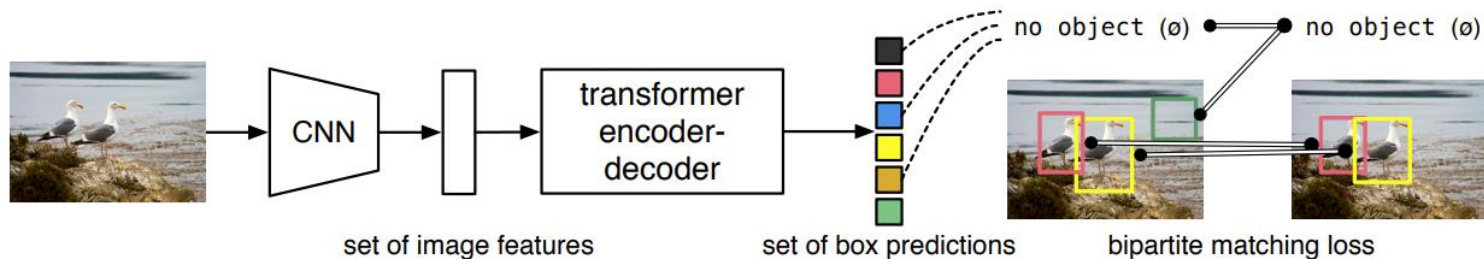 no object (ø) no object (ø)
CNN
transformer
encoder-
decoder
set of image features
set of box predictions
bipartite matching loss